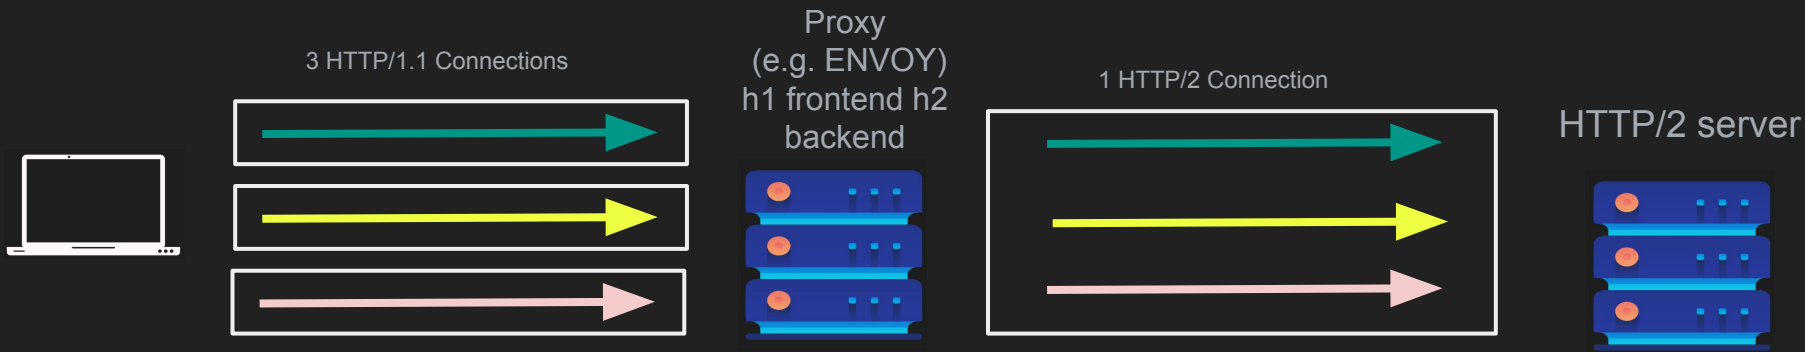 3 HTTP/1.1 Connections
Proxy
(e.g. ENVOY)
h1 frontend h2
backend
1 HTTP/2 Connection
HTTP/2 server